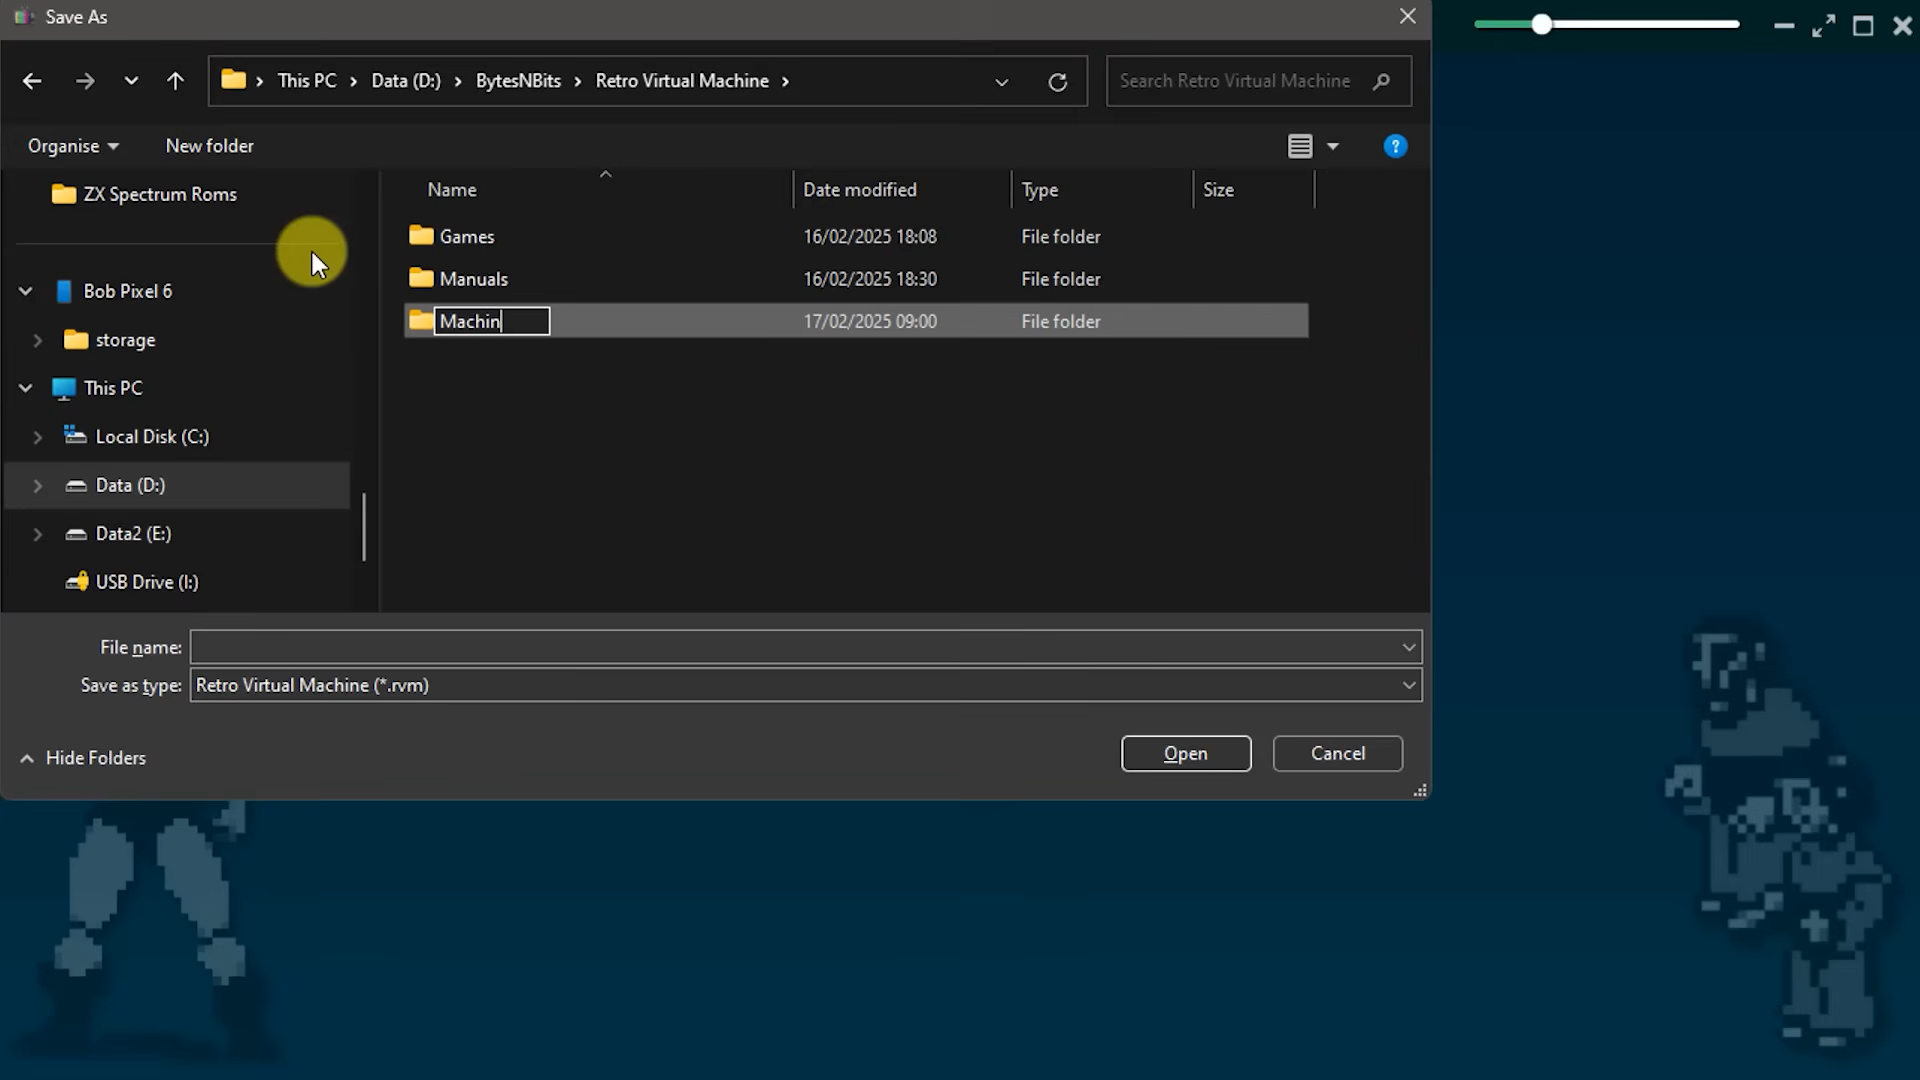 Save As
This PC > Data (D:) > BytesNBits > Retro Virtual Machine >
Search Retro Virtual Machine
Organise
New folder
?
ZX Spectrum Roms
Bob Pixel 6
storage
This PC
Local Disk (C:)
Data (D:)
Data2 (E:)
USB Drive (I:)
Name Date modified Type Size
Games 16/02/2025 18:08 File folder
Manuals 16/02/2025 18:30 File folder
Machin 17/02/2025 09:00 File folder
File name:
Save as type: Retro Virtual Machine (*.rvm)
Hide Folders
Open
Cancel